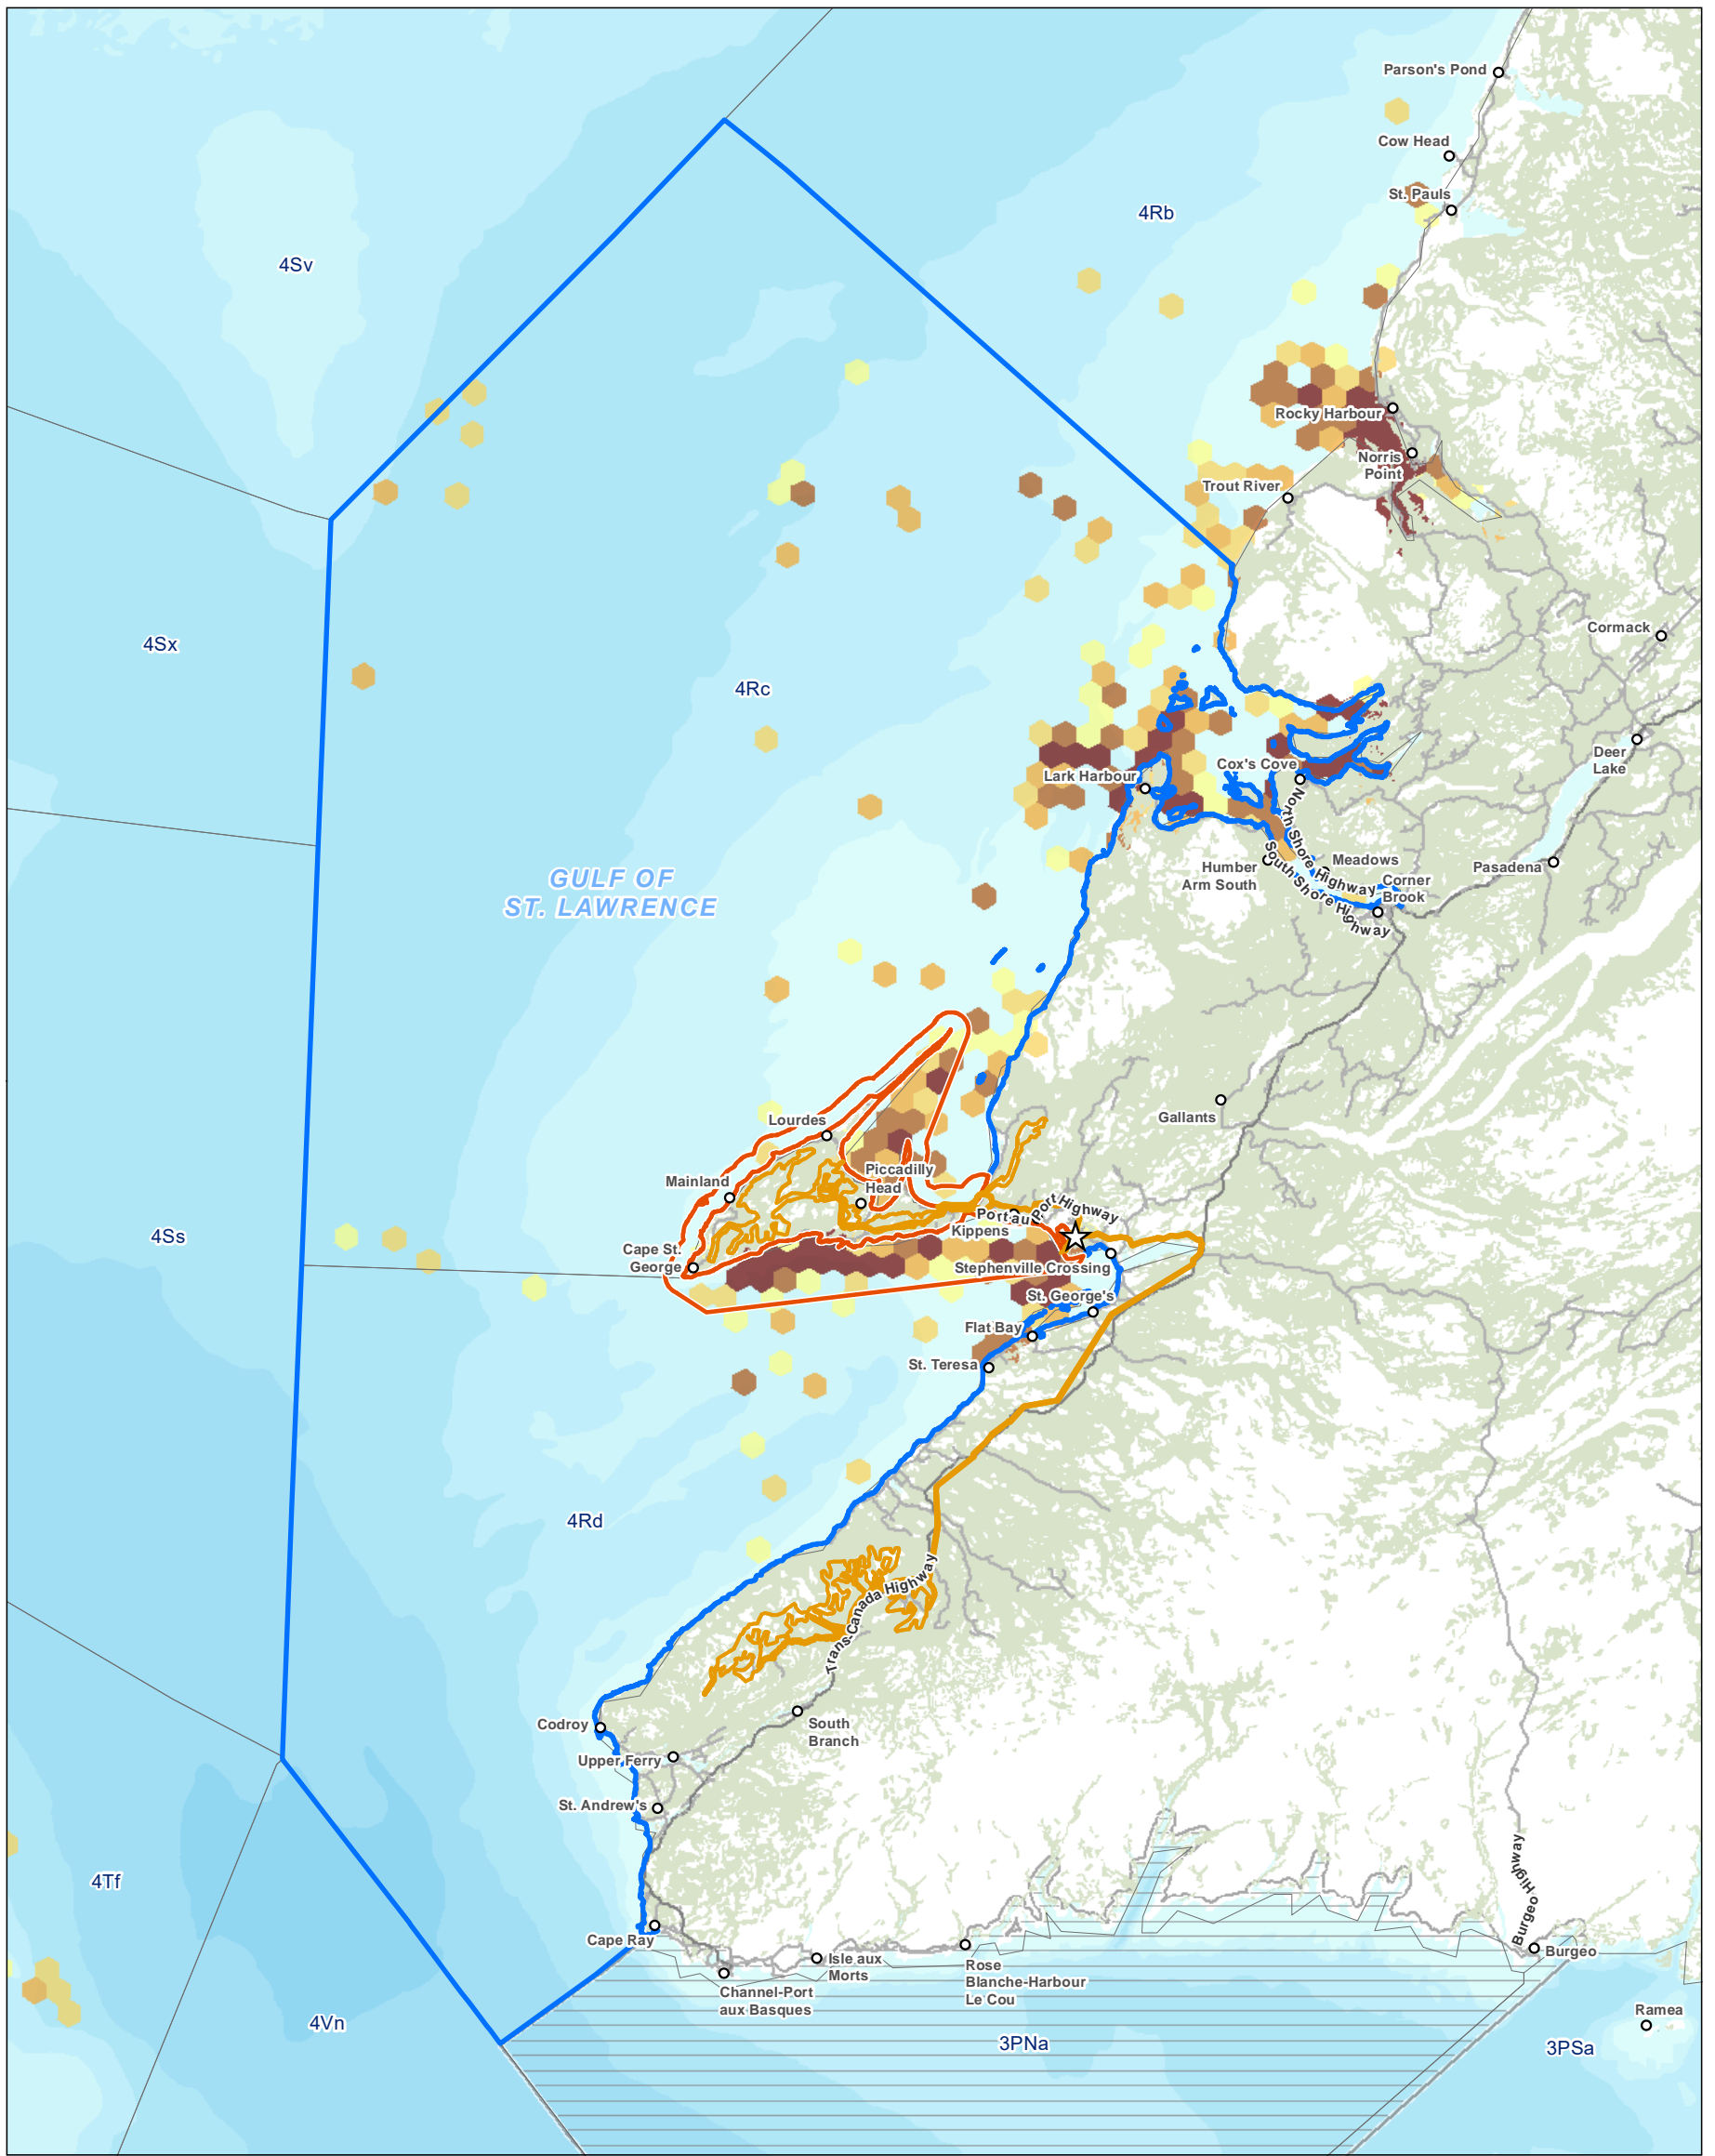 Parson's Pond
Cow Head
St. Pauls
4Rb
4Sv
Rocky Harbour
Norris
Point
Trout River
Cormack
4Sx
4Rc
Deer
Lake
Cox's Cove
Lark Harbour
North Shore Highway
South Shore Highway
Meadows
Humber
Arm South
Corner
Brook
Pasadena
GULF OF
ST. LAWRENCE
Gallants
Lourdes
Piccadilly
Head
Mainland
Port au Port Highway
Kippens
4Ss
Cape St.
George
Stephenville Crossing
St. George's
Flat Bay
St. Teresa
4Rd
Trans-Canada Highway
South
Branch
Codroy
Upper Ferry
St. Andrew's
4Tf
Burgeo Highway
Cape Ray
Isle aux
Morts
Channel-Port
aux Basques
Rose
Blanche-Harbour
Le Cou
Burgeo
Ramea
4Vn
3PNa
3PSa